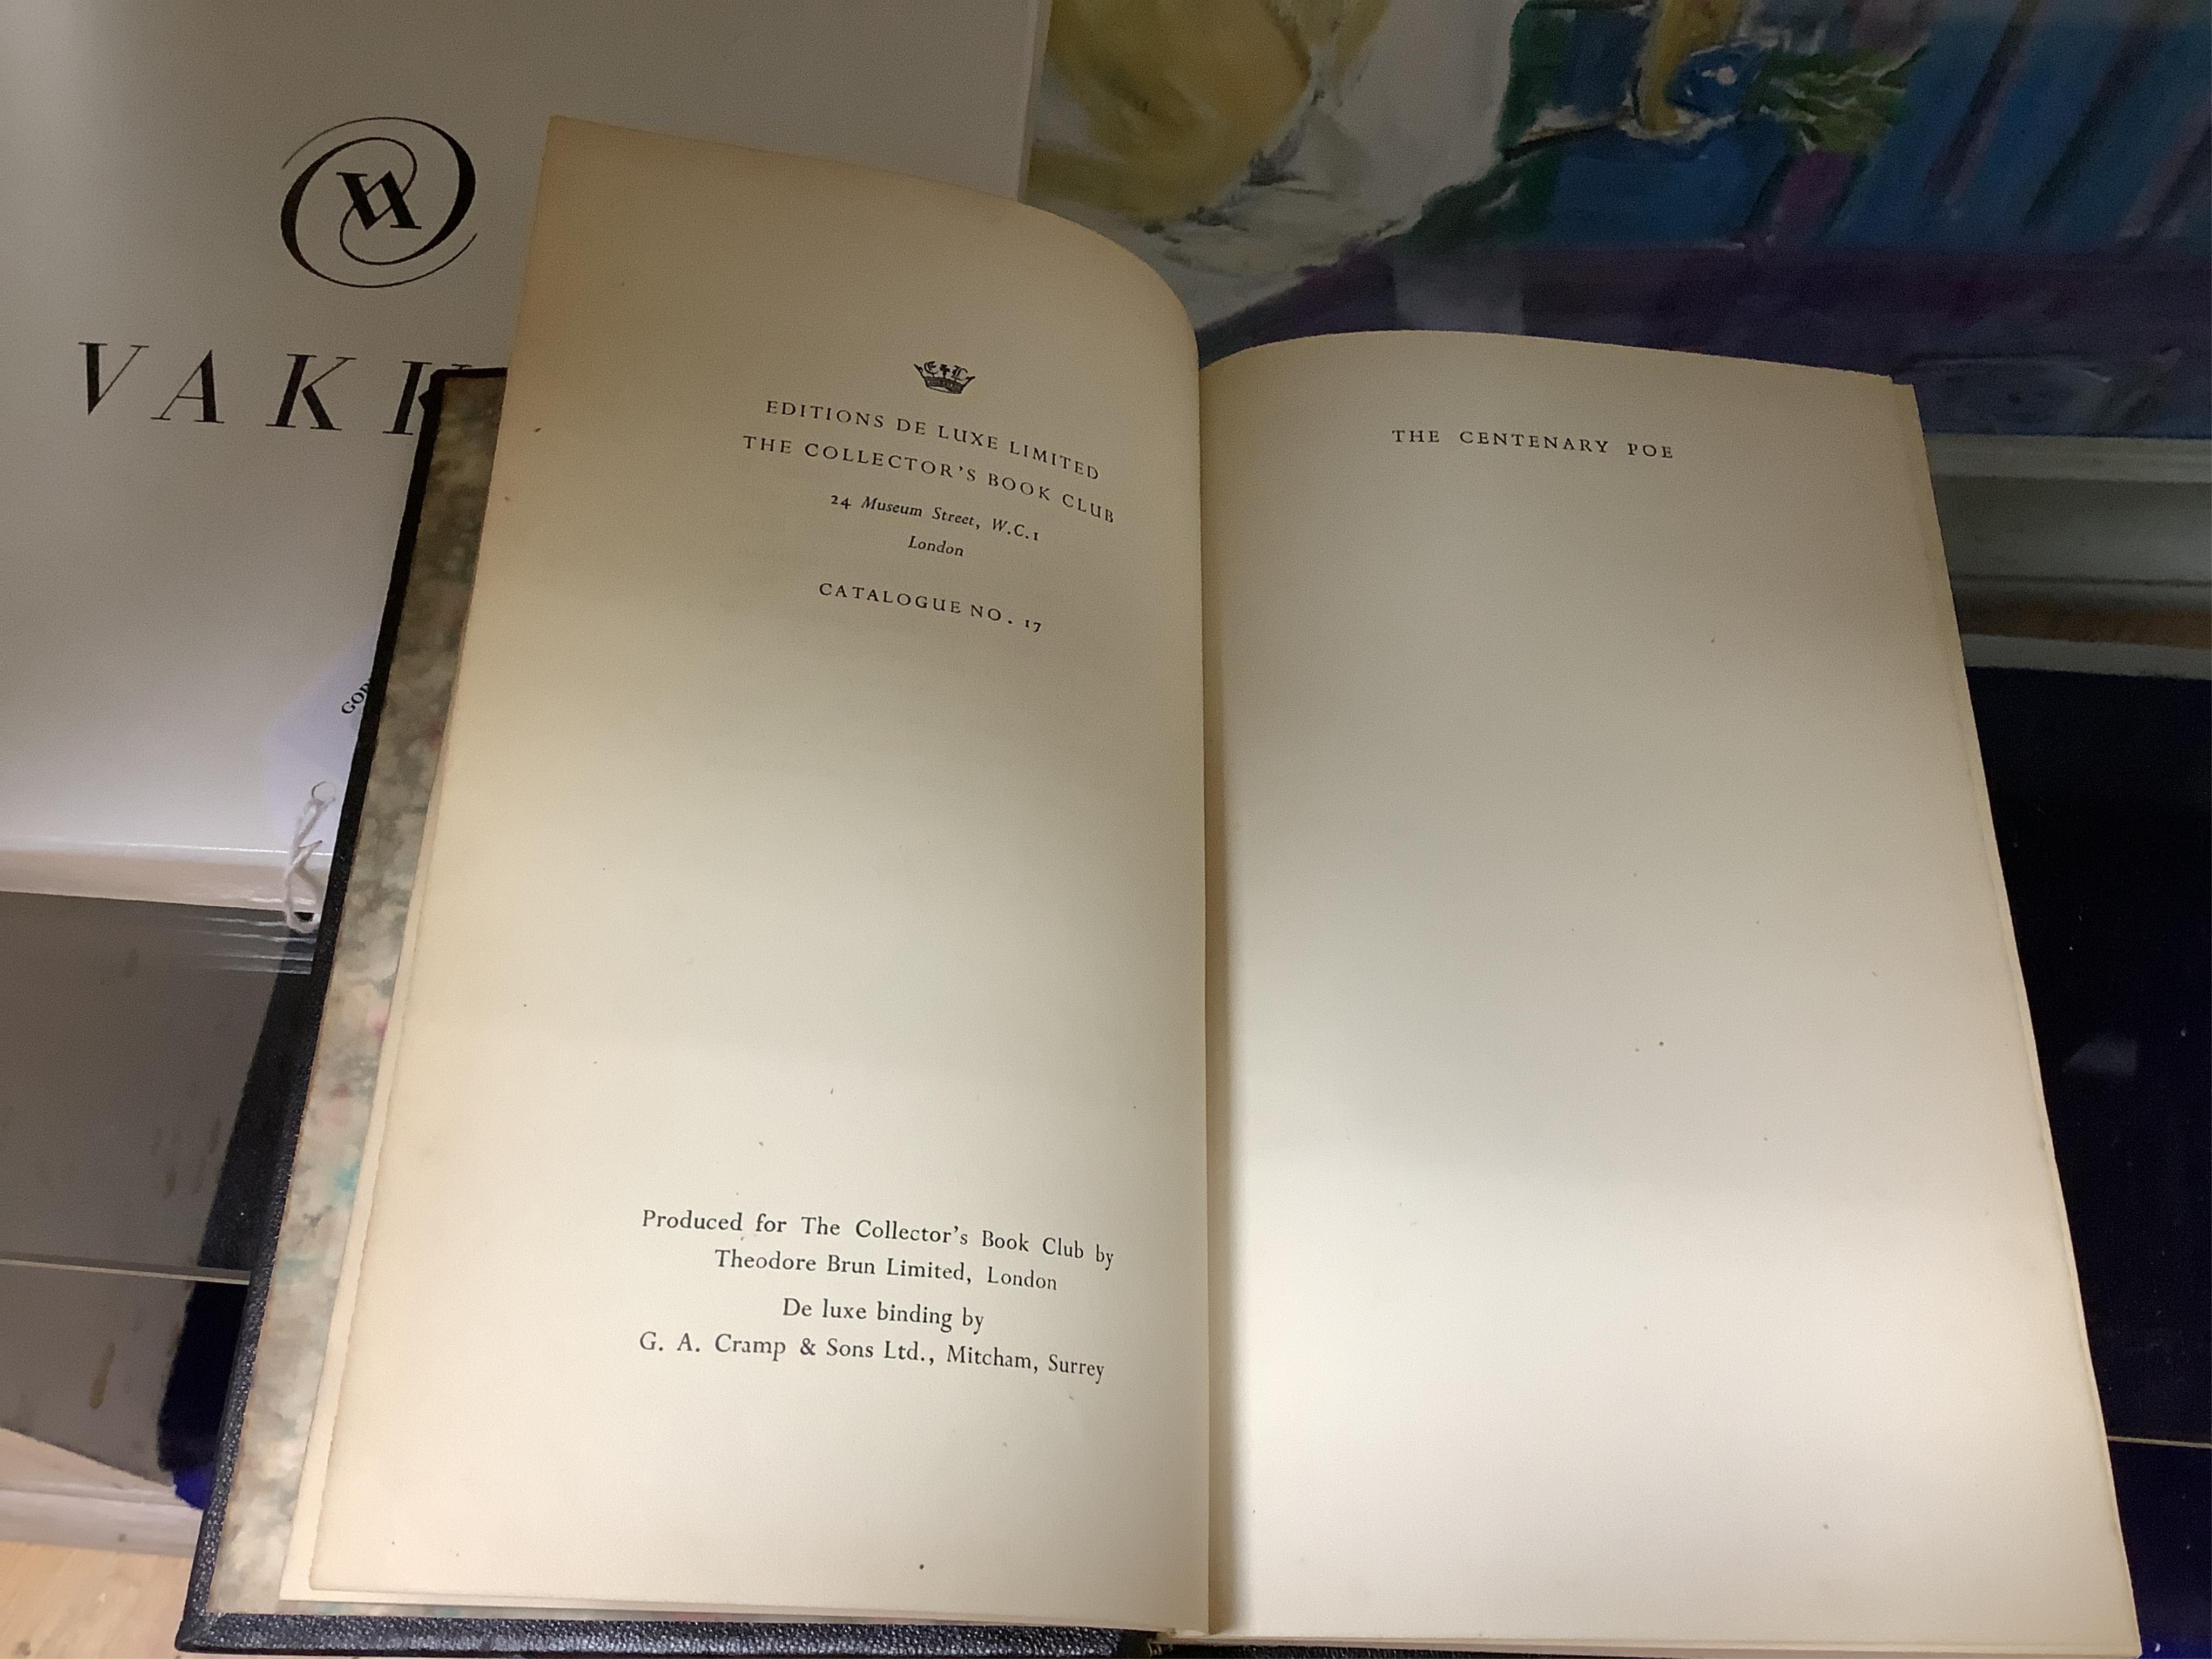 VAKK
GOD
E L
EDITIONS DE LUXE LIMITED
THE COLLECTOR'S BOOK CLUB
24 Museum Street, W.C.1
London
CATALOGUE NO. 17
Produced for The Collector's Book Club by
Theodore Brun Limited, London
De luxe binding by
G. A. Cramp & Sons Ltd., Mitcham, Surrey
THE CENTENARY POE